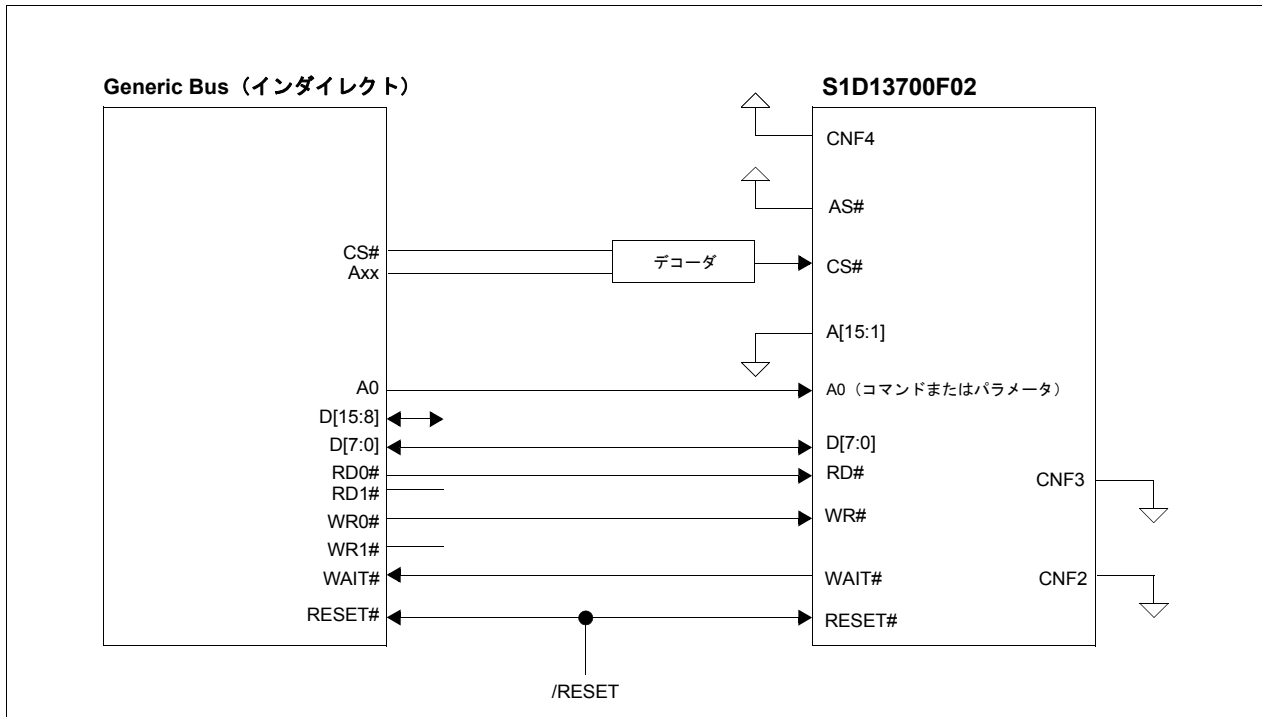 Generic Bus（インダイレクト）
CS#
Axx
A0
D[15:8]
D[7:0]
RD0#
RD1#
WR0#
WR1#
WAIT#
RESET#
デコーダ
/RESET
S1D13700F02
CNF4
AS#
CS#
A[15:1]
A0（コマンドまたはパラメータ）
D[7:0]
RD#
WR#
WAIT#
RESET#
CNF3
CNF2